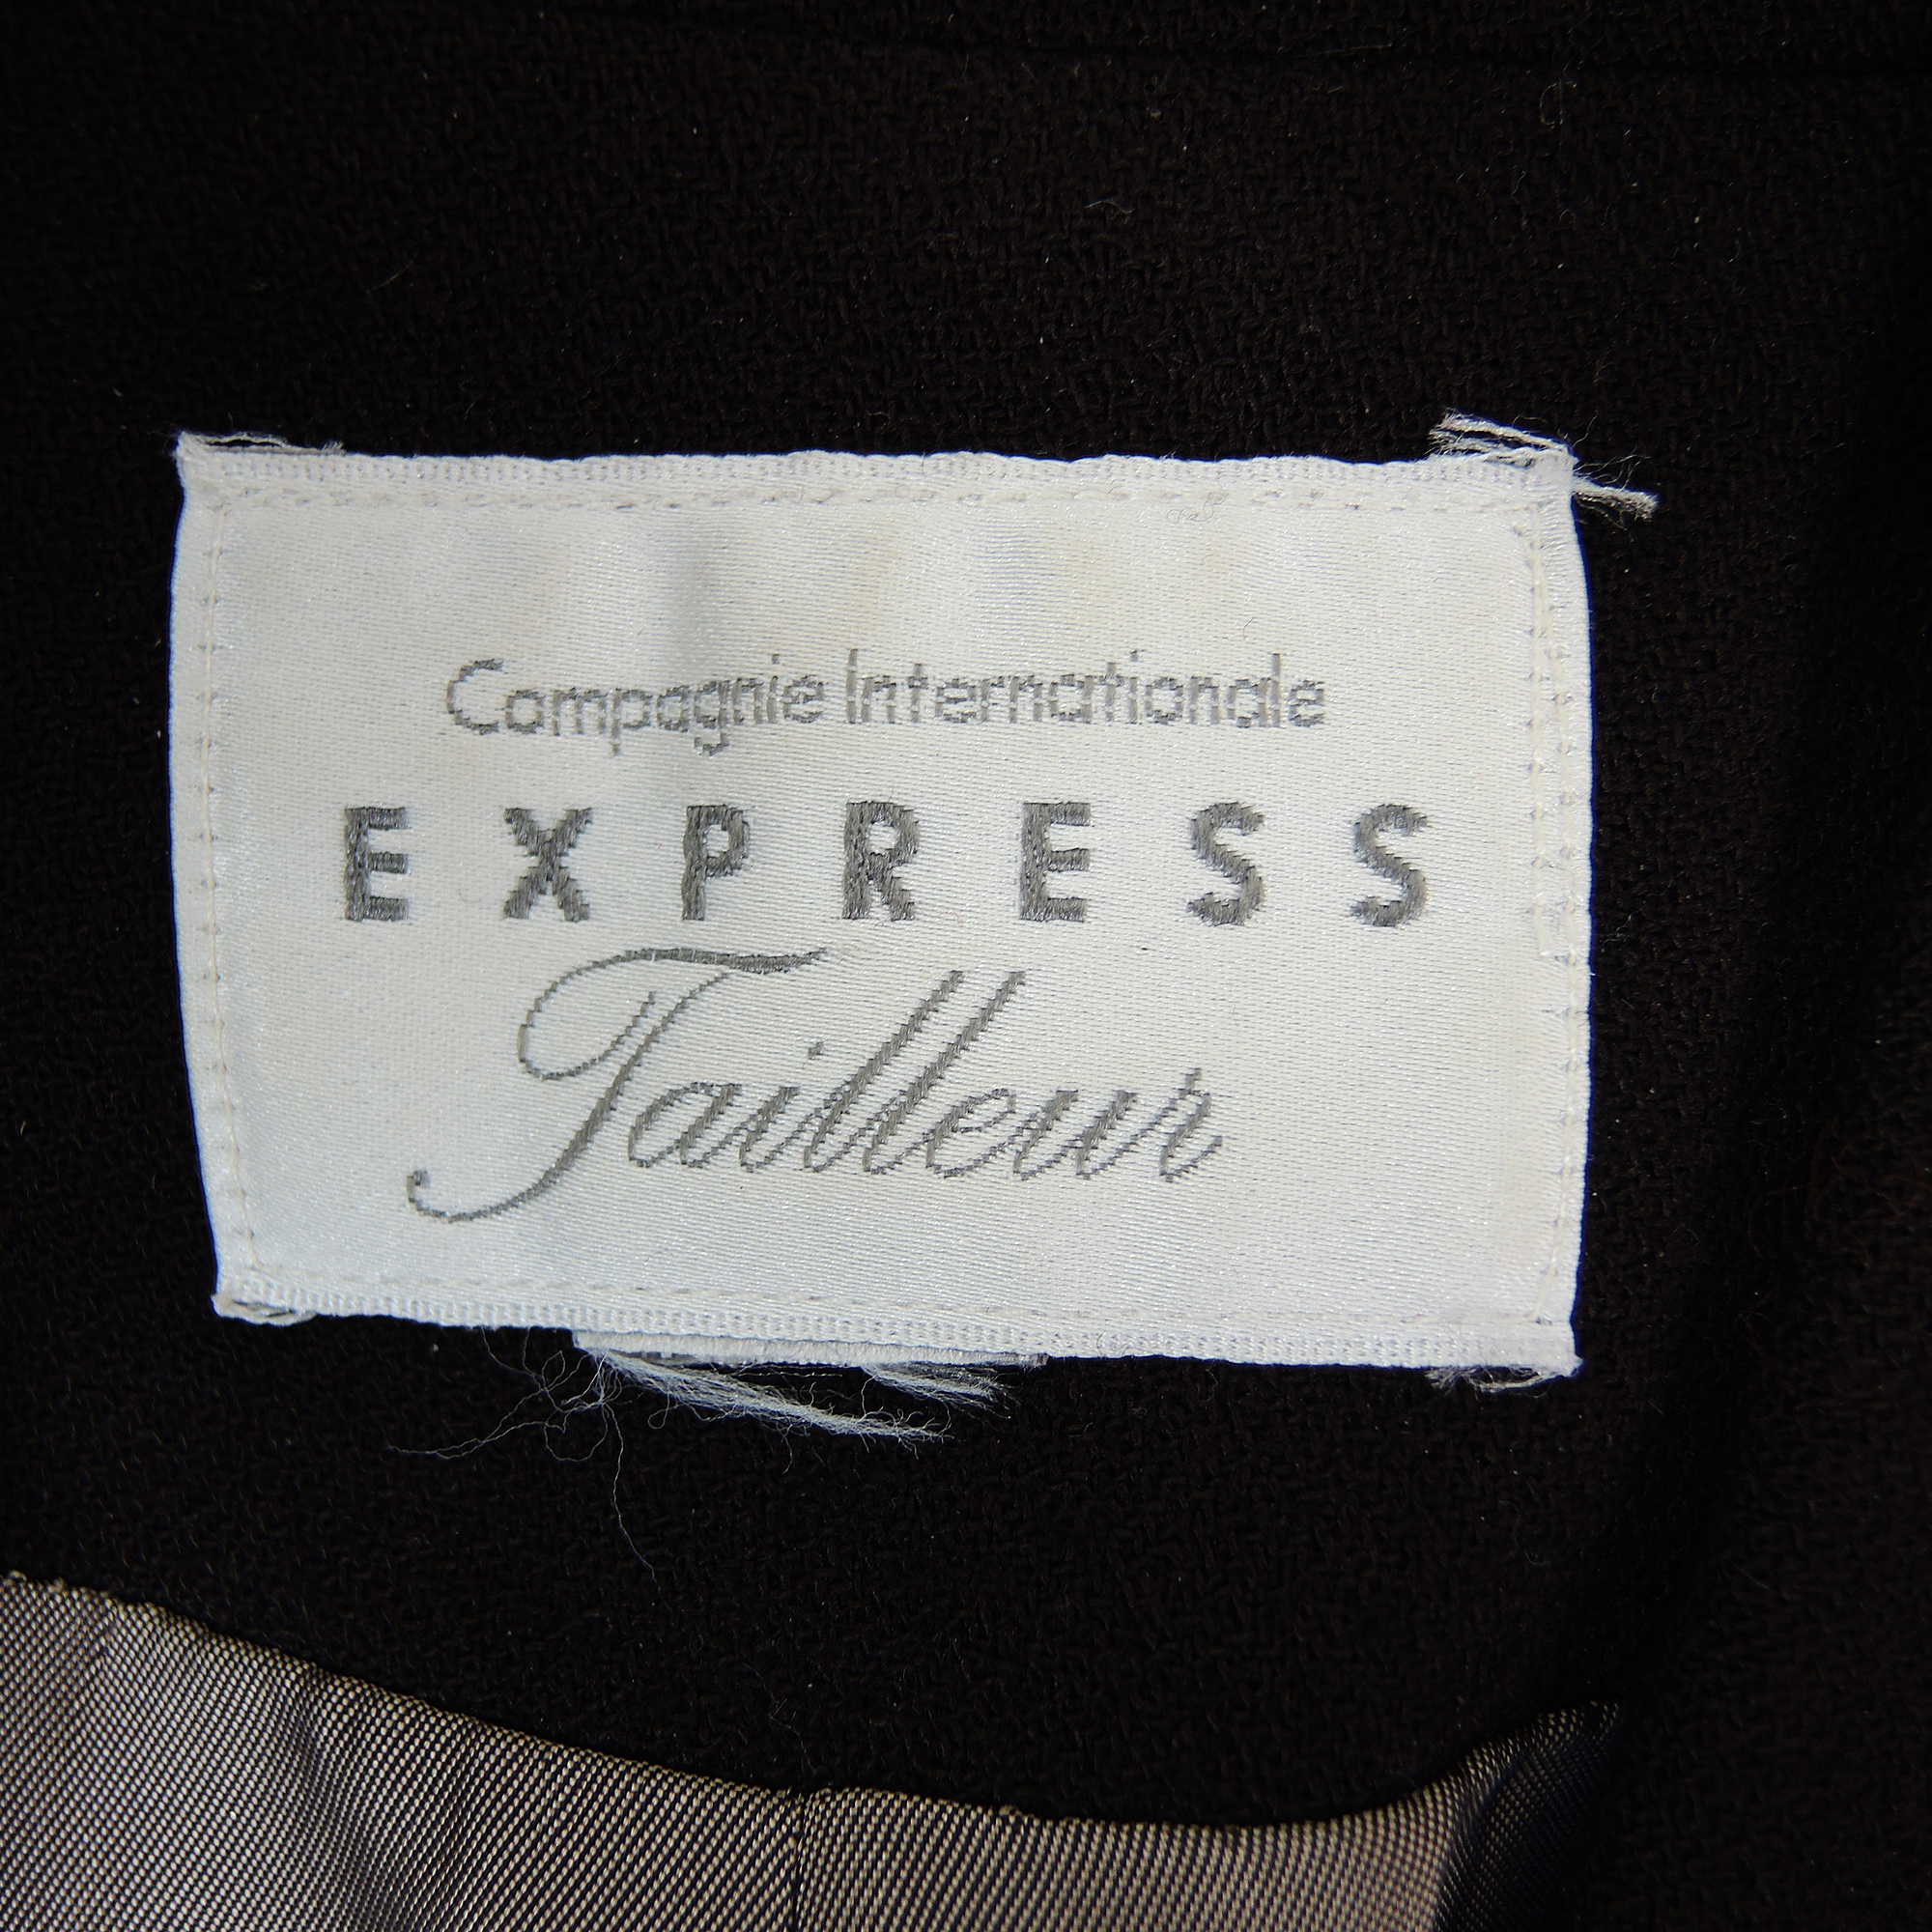 Compagnie Internationale
EXPRESS
Tailleur